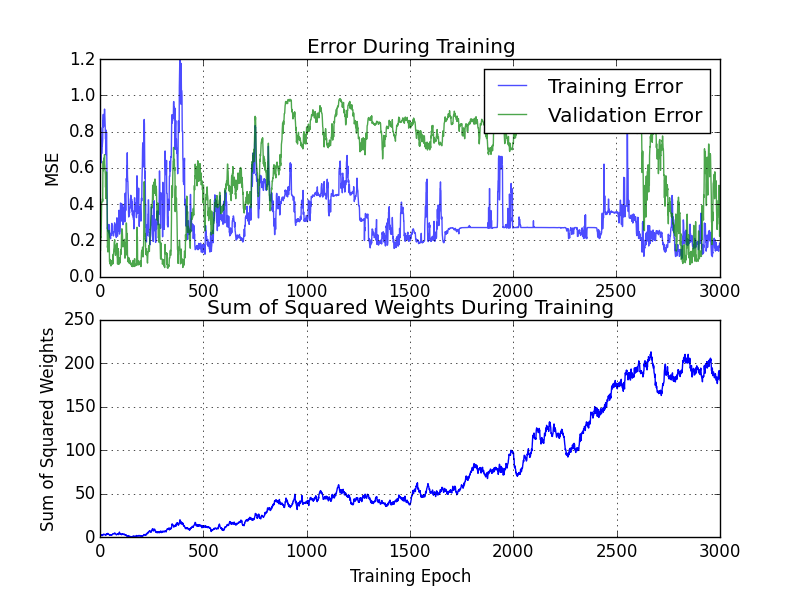 Error During Training
1.2
1.0
0.8
0.6
0.4
0.2
0.0
MSE
Training Error
Validation Error
0 500 1000 1500 2000 2500 3000
Sum of Squared Weights During Training
250
200
150
100
50
0
Sum of Squared Weights
0 500 1000 1500 2000 2500 3000
Training Epoch